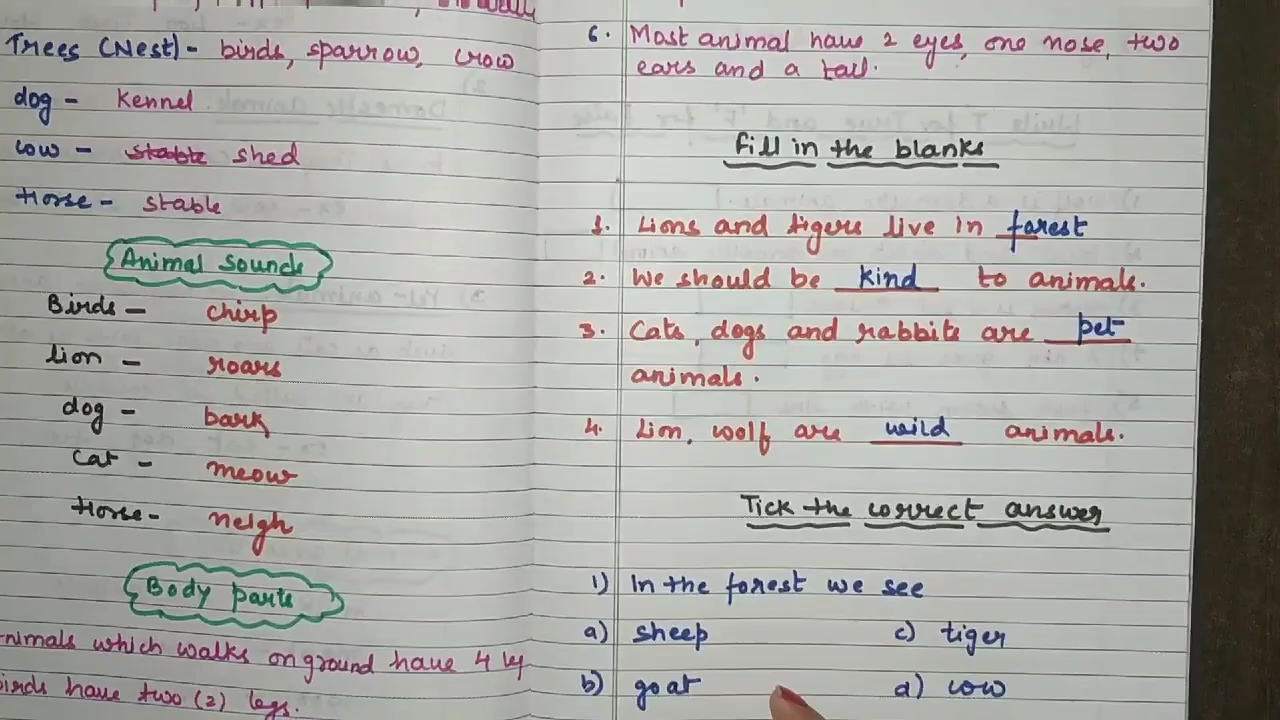 Trees (Nest) - birds, sparrow, crow
dog - Kennel
cow - stable shed
Horse - stable
Animal Sounds
Birds - chirp
lion - roars
dog - bark
cat - meow
Horse - neigh
Body parts
animals which walks on ground have 4 leg
birds have two (2) legs.
6. Most animal have 2 eyes, one nose, two
ears and a tail.
Fill in the blanks
1. Lions and tigers live in forest
2. We should be kind to animals.
3. Cats, dogs and rabbits are pet
animals.
4. Lion, wolf are wild animals.
Tick the correct answer
1) In the forest we see
a) sheep c) tiger
b) goat d) cow